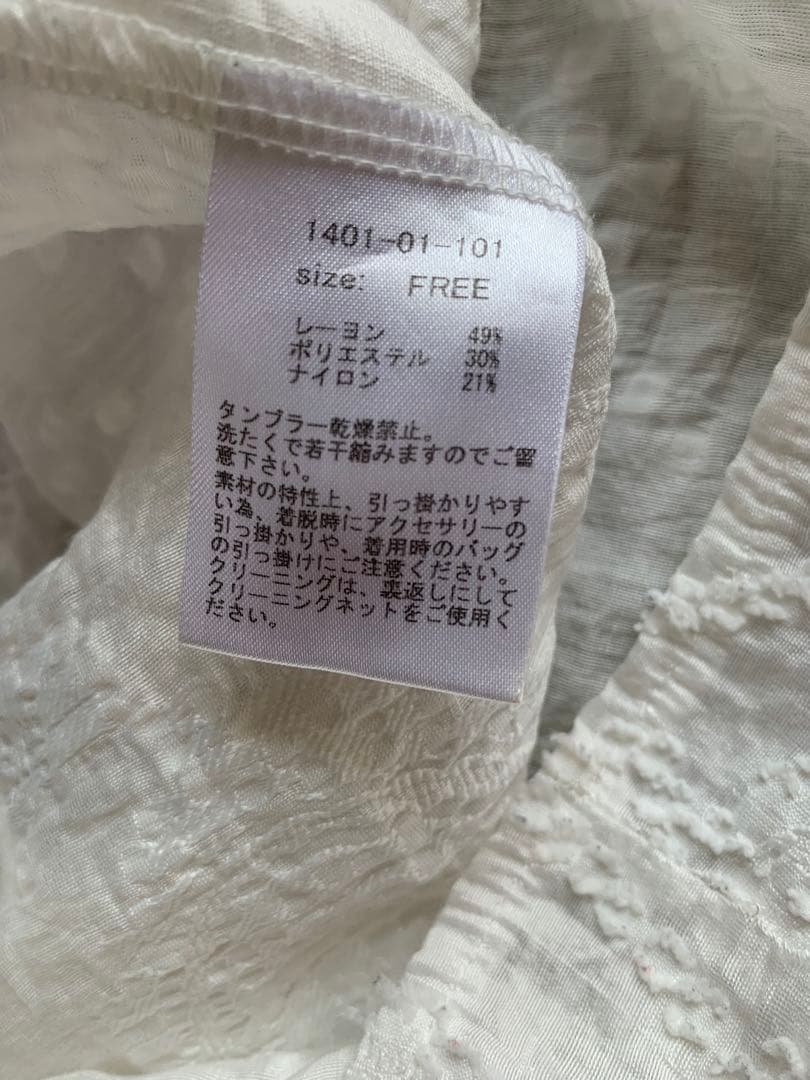 1401-01-101
size: FREE
レーヨン 49%
ポリエステル 30%
ナイロン 21%
タンブラー乾燥禁止。
洗たくで若干縮みますのでご留
意下さい。
素材の特性上、引っ掛かりやす
い為、着脱時にアクセサリーの
引っ掛かりや、着用時のバッグ
の引っ掛けにご注意ください。
クリーニングは、裏返しにして
クリーニングネットをご使用く
ださい。